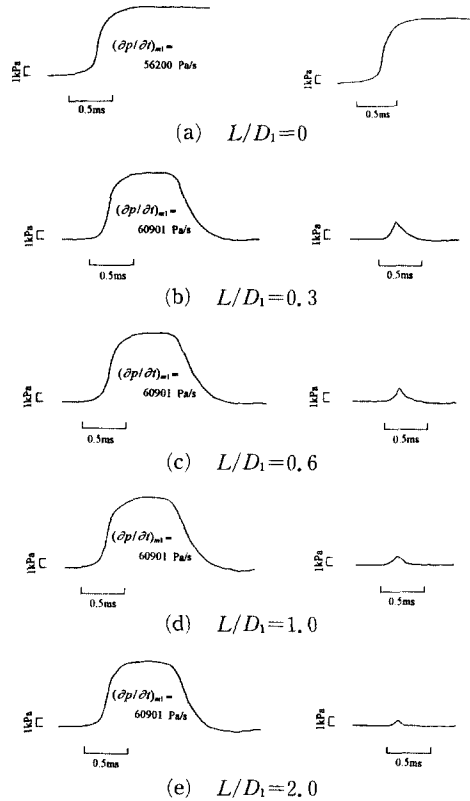 (∂p/∂t)ₘ₁=
56200 Pa/s
1kPa
0.5ms
1kPa
0.5ms
(a) L/D₁=0
(∂p/∂t)ₘ₁=
60901 Pa/s
1kPa
0.5ms
1kPa
0.5ms
(b) L/D₁=0.3
(∂p/∂t)ₘ₁=
60901 Pa/s
1kPa
0.5ms
1kPa
0.5ms
(c) L/D₁=0.6
(∂p/∂t)ₘ₁=
60901 Pa/s
1kPa
0.5ms
1kPa
0.5ms
(d) L/D₁=1.0
(∂p/∂t)ₘ₁=
60901 Pa/s
1kPa
0.5ms
1kPa
0.5ms
(e) L/D₁=2.0